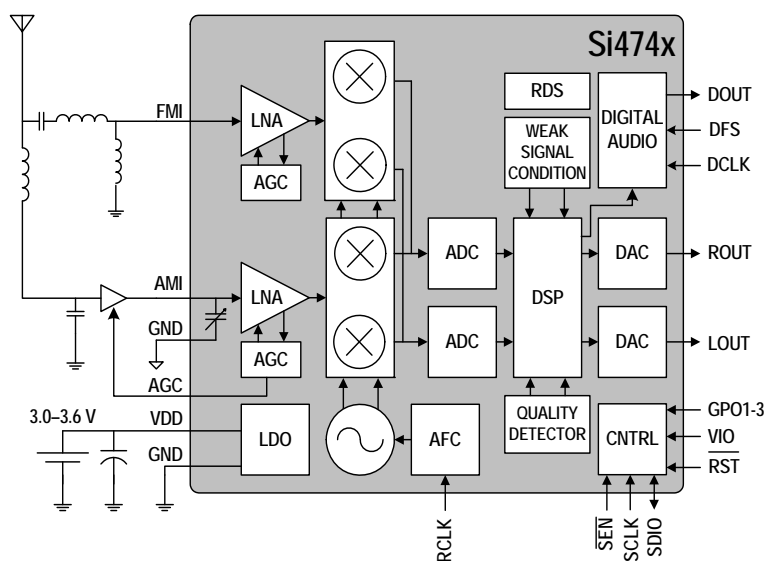 Si474x
FMI
LNA
AGC
RDS
WEAK
SIGNAL
CONDITION
DIGITAL
AUDIO
DOUT
DFS
DCLK
AMI
LNA
AGC
GND
AGC
ADC
ADC
DSP
DAC
DAC
ROUT
LOUT
3.0–3.6 V
VDD
GND
LDO
AFC
QUALITY
DETECTOR
CNTRL
GPO1-3
VIO
RST
RCLK
SEN
SCLK
SDIO